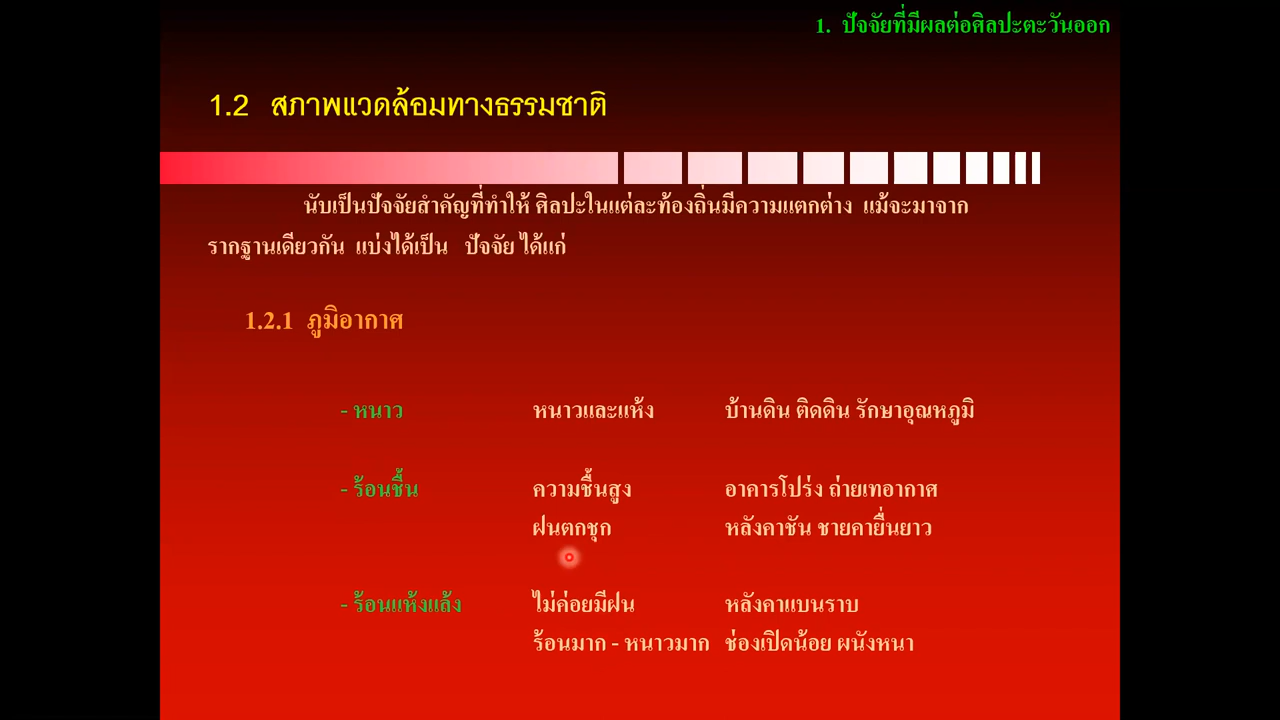 1. ปัจจัยที่มีผลต่อศิลปะตะวันออก
1.2 สภาพแวดล้อมทางธรรมชาติ
นับเป็นปัจจัยสำคัญที่ทำให้ ศิลปะในแต่ละท้องถิ่นมีความแตกต่าง แม้จะมาจาก
รากฐานเดียวกัน แบ่งได้เป็น ปัจจัย ได้แก่
1.2.1 ภูมิอากาศ
- หนาว หนาวและแห้ง บ้านดิน ติดดิน รักษาอุณหภูมิ
- ร้อนชื้น ความชื้นสูง อาคารโปร่ง ถ่ายเทอากาศ
ฝนตกชุก หลังคาชัน ชายคายื่นยาว
- ร้อนแห้งแล้ง ไม่ค่อยมีฝน หลังคาแบนราบ
ร้อนมาก - หนาวมาก ช่องเปิดน้อย ผนังหนา